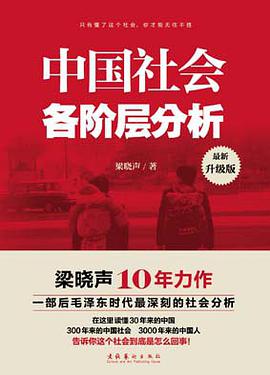 只有懂了这个社会，你才能无往不胜
中国社会
各阶层分析
最新
升级版
梁晓声 著
梁晓声10年力作
一部后毛泽东时代最深刻的社会分析
在这里读懂30年来的中国
300年来的中国社会 3000年来的中国人
告诉你这个社会到底是怎么回事！
文化艺术出版社